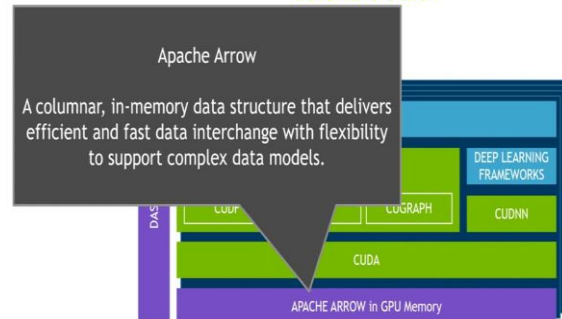 Apache Arrow
A columnar, in-memory data structure that delivers
efficient and fast data interchange with flexibility
to support complex data models.
DEEP LEARNING
FRAMEWORKS
CUGRAPH
CUDNN
CUDA
APACHE ARROW in GPU Memory